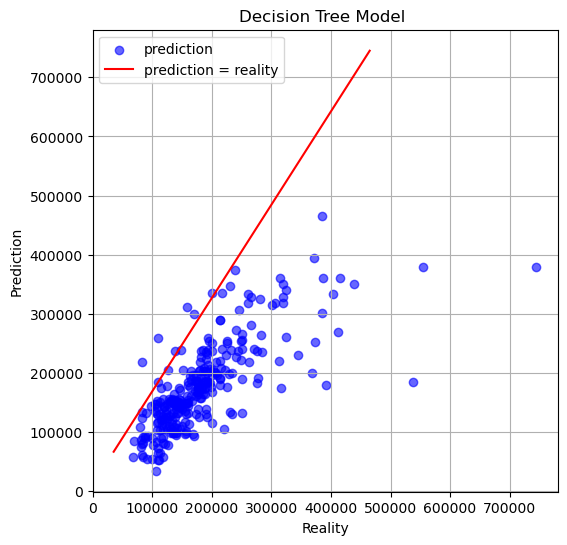 Decision Tree Model
prediction
prediction = reality
700000
600000
500000
400000
300000
200000
100000
0
Prediction
0 100000 200000 300000 400000 500000 600000 700000
Reality